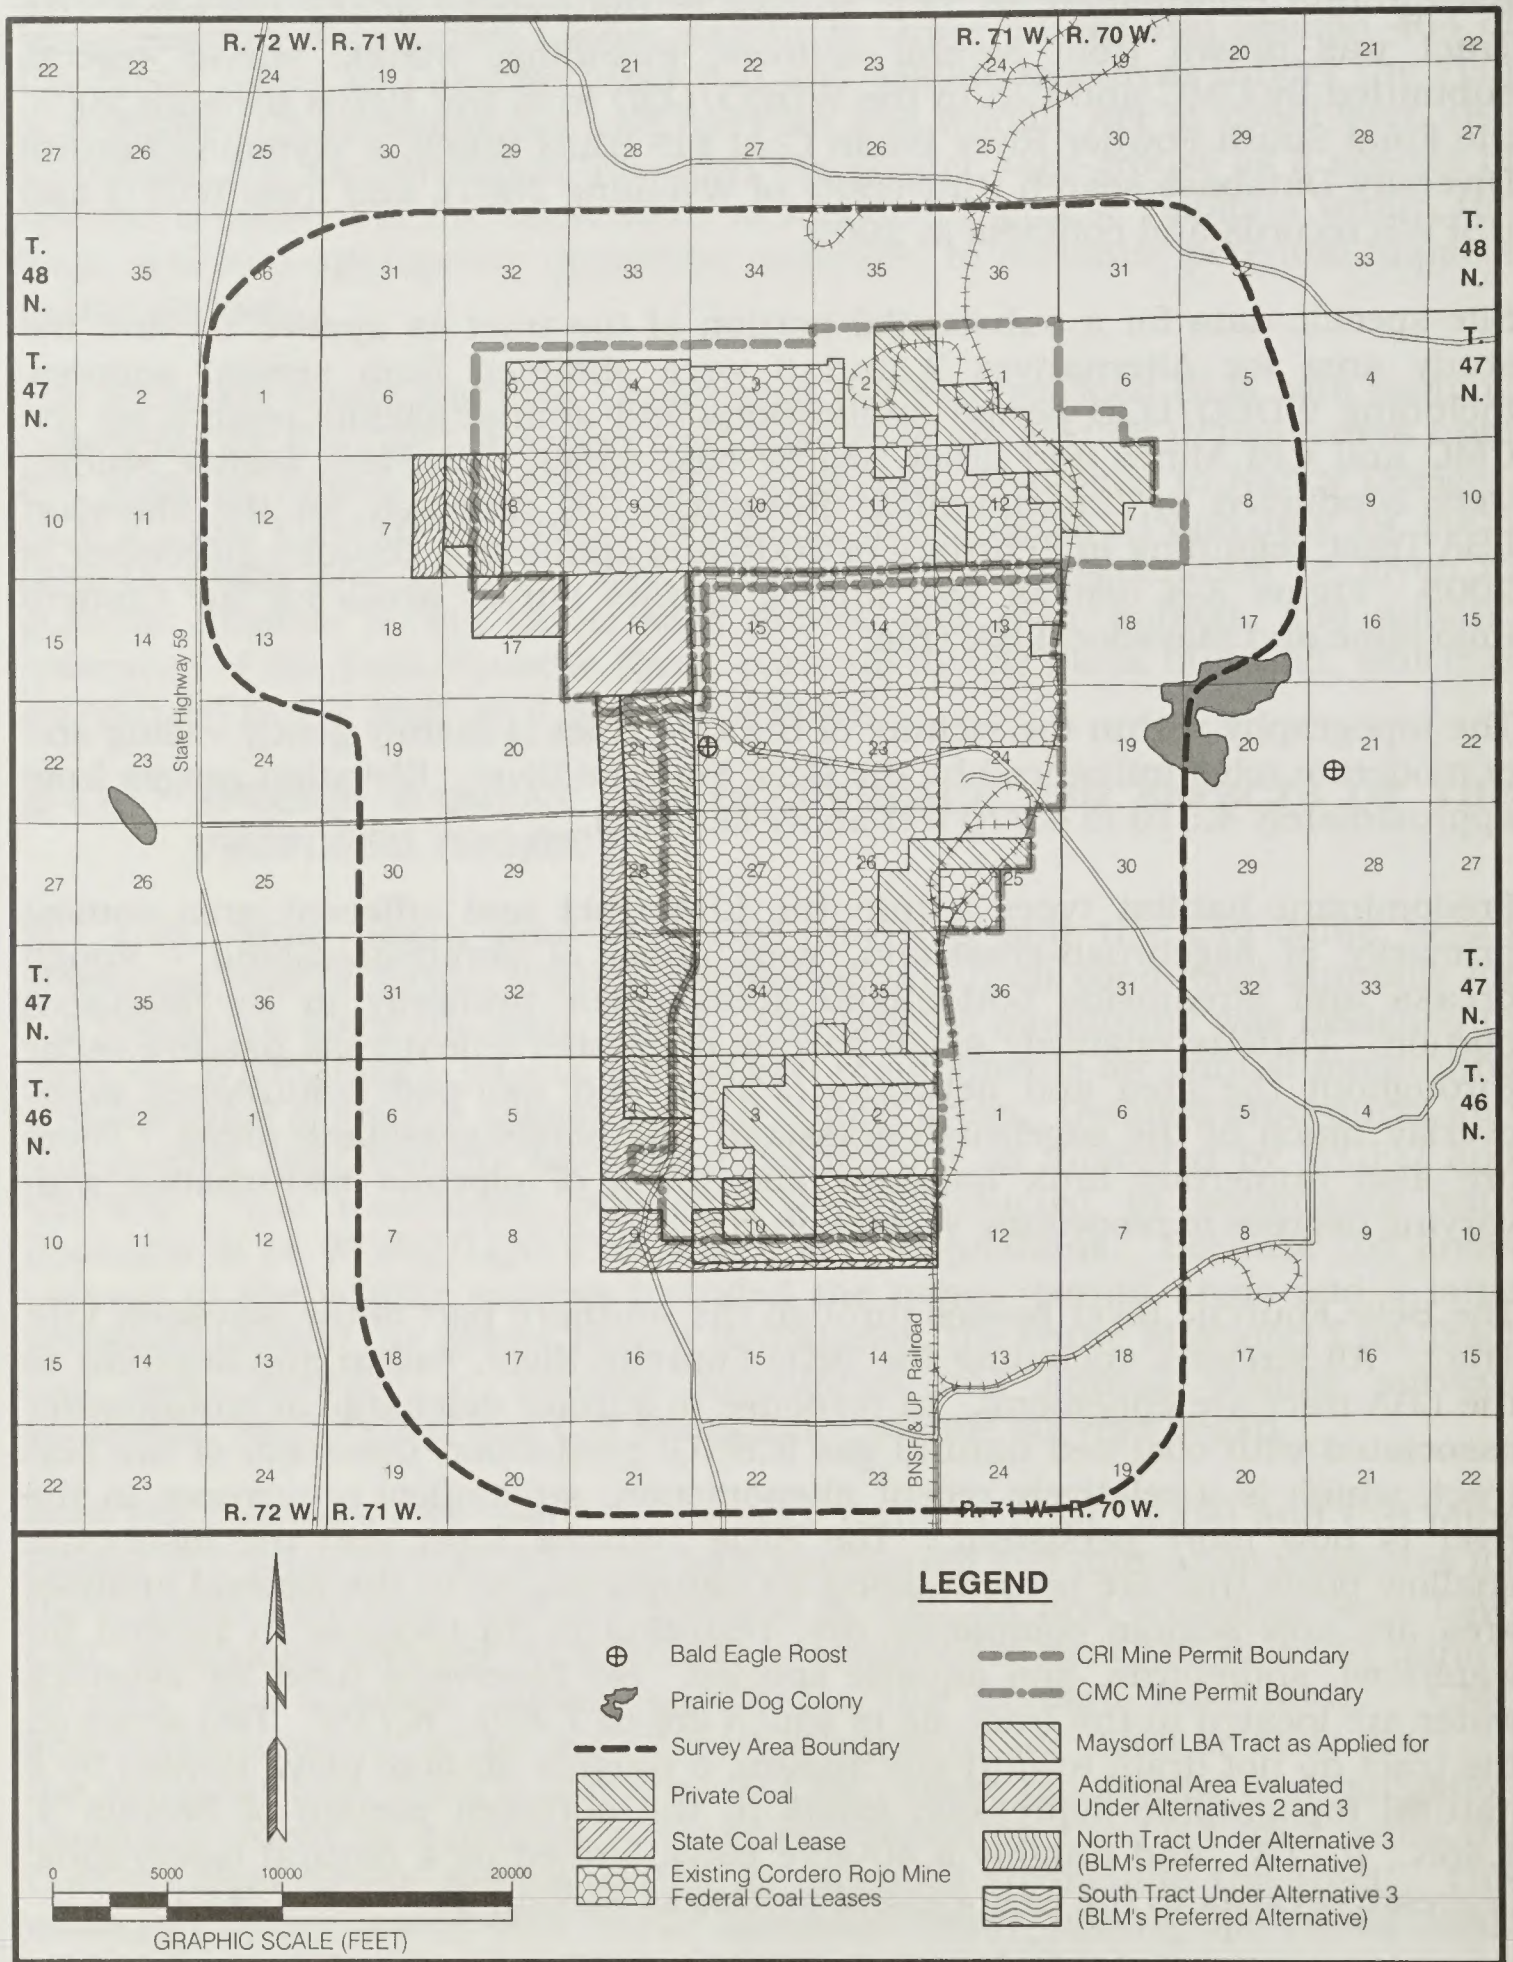 R. 72 W. R. 71 W. R. 71 W. R. 70 W.
22 23 24 19 20 21 22 23 24 19 20 21 22
27 26 25 30 29 28 27 26 25 30 29 28 27
T. 48 N. 35 36 31 32 33 34 35 36 31 32 33 T. 48 N.
T. 47 N. 2 1 6 5 4 3 2 1 6 5 4 T. 47 N.
10 11 12 7 8 9 10 11 12 7 8 9 10
15 14 13 18 17 16 15 14 13 18 17 16 15
State Highway 59
22 23 24 19 20 21 22 23 24 19 20 21 22
27 26 25 30 29 28 27 26 25 30 29 28 27
T. 47 N. 35 36 31 32 33 34 35 36 31 32 33 T. 47 N.
T. 46 N. 2 1 6 5 4 3 2 1 6 5 4 T. 46 N.
10 11 12 7 8 9 10 11 12 7 8 9 10
15 14 13 18 17 16 15 14 13 18 17 16 15
BNSF & UP Railroad
22 23 24 19 20 21 22 23 24 19 20 21 22
R. 72 W. R. 71 W. R. 71 W. R. 70 W.
N
0 5000 10000 20000
GRAPHIC SCALE (FEET)
LEGEND
Bald Eagle Roost
Prairie Dog Colony
Survey Area Boundary
Private Coal
State Coal Lease
Existing Cordero Rojo Mine
Federal Coal Leases
CRI Mine Permit Boundary
CMC Mine Permit Boundary
Maysdorf LBA Tract as Applied for
Additional Area Evaluated
Under Alternatives 2 and 3
North Tract Under Alternative 3
(BLM's Preferred Alternative)
South Tract Under Alternative 3
(BLM's Preferred Alternative)